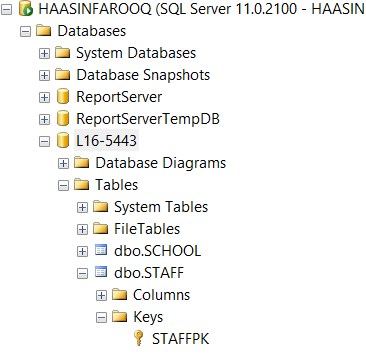 HAASINFAROOQ (SQL Server 11.0.2100 - HAASIN
Databases
System Databases
Database Snapshots
ReportServer
ReportServerTempDB
L16-5443
Database Diagrams
Tables
System Tables
FileTables
dbo.SCHOOL
dbo.STAFF
Columns
Keys
STAFFPK